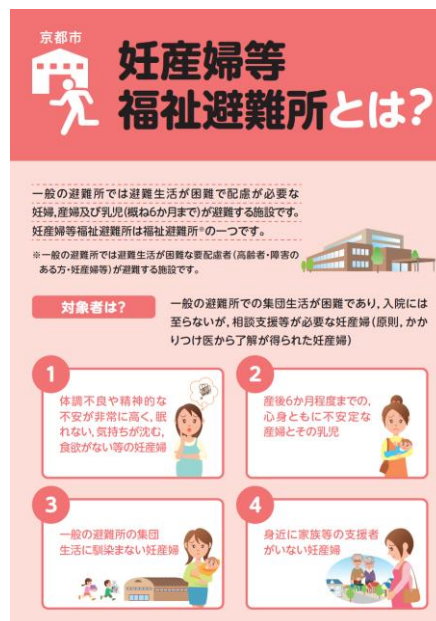 京都市
妊産婦等
福祉避難所とは?
一般の避難所では避難生活が困難で配慮が必要な
妊婦,産婦及び乳児(概ね6か月まで)が避難する施設です。
妊産婦等福祉避難所は福祉避難所※の一つです。
※一般の避難所では避難生活が困難な要配慮者(高齢者・障害の
ある方・妊産婦等)が避難する施設です。
対象者は?
一般の避難所での集団生活が困難であり,入院には
至らないが,相談支援等が必要な妊産婦(原則,かか
りつけ医から了解が得られた妊産婦)
1
体調不良や精神的な
不安が非常に高く,眠
れない,気持ちが沈む,
食欲がない等の妊産婦
2
産後6か月程度までの,
心身ともに不安定な
産婦とその乳児
3
一般の避難所の集団
生活に馴染まない妊産婦
4
身近に家族等の支援者
がいない妊産婦